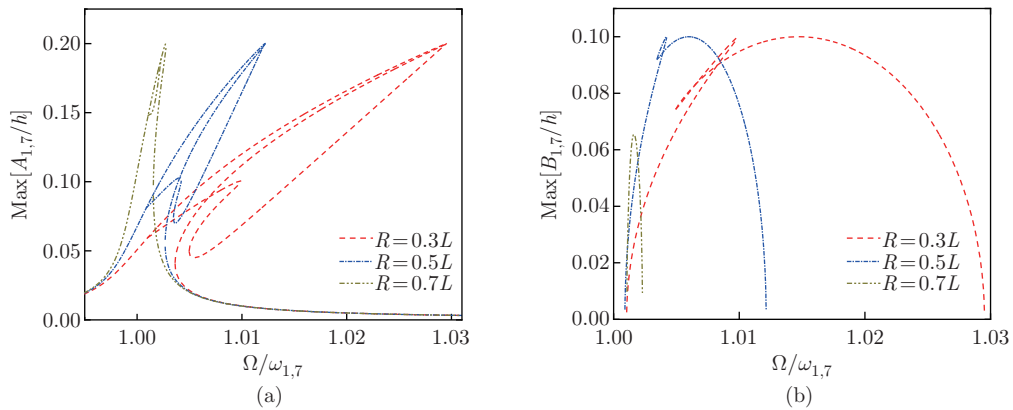 0.20
0.15
0.10
0.05
0.00
Max[A1,7/h]
R=0.3L
R=0.5L
R=0.7L
1.00 1.01 1.02 1.03
Ω/ω1,7
(a)
0.10
0.08
0.06
0.04
0.02
0
Max[B1,7/h]
R=0.3L
R=0.5L
R=0.7L
1.00 1.01 1.02 1.03
Ω/ω1,7
(b)